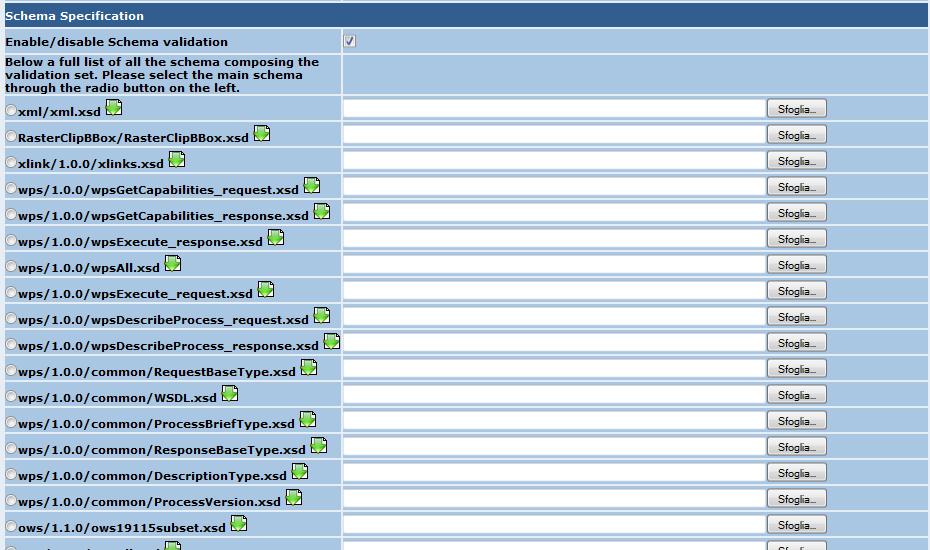 Schema Specification
Enable/disable Schema validation
Below a full list of all the schema composing the
validation set. Please select the main schema
through the radio button on the left.
xml/xml.xsd Sfoglia...
RasterClipBBox/RasterClipBBox.xsd Sfoglia...
xlink/1.0.0/xlinks.xsd Sfoglia...
wps/1.0.0/wpsGetCapabilities_request.xsd Sfoglia...
wps/1.0.0/wpsGetCapabilities_response.xsd Sfoglia...
wps/1.0.0/wpsExecute_response.xsd Sfoglia...
wps/1.0.0/wpsAll.xsd Sfoglia...
wps/1.0.0/wpsExecute_request.xsd Sfoglia...
wps/1.0.0/wpsDescribeProcess_request.xsd Sfoglia...
wps/1.0.0/wpsDescribeProcess_response.xsd Sfoglia...
wps/1.0.0/common/RequestBaseType.xsd Sfoglia...
wps/1.0.0/common/WSDL.xsd Sfoglia...
wps/1.0.0/common/ProcessBriefType.xsd Sfoglia...
wps/1.0.0/common/ResponseBaseType.xsd Sfoglia...
wps/1.0.0/common/DescriptionType.xsd Sfoglia...
wps/1.0.0/common/ProcessVersion.xsd Sfoglia...
ows/1.1.0/ows19115subset.xsd Sfoglia...